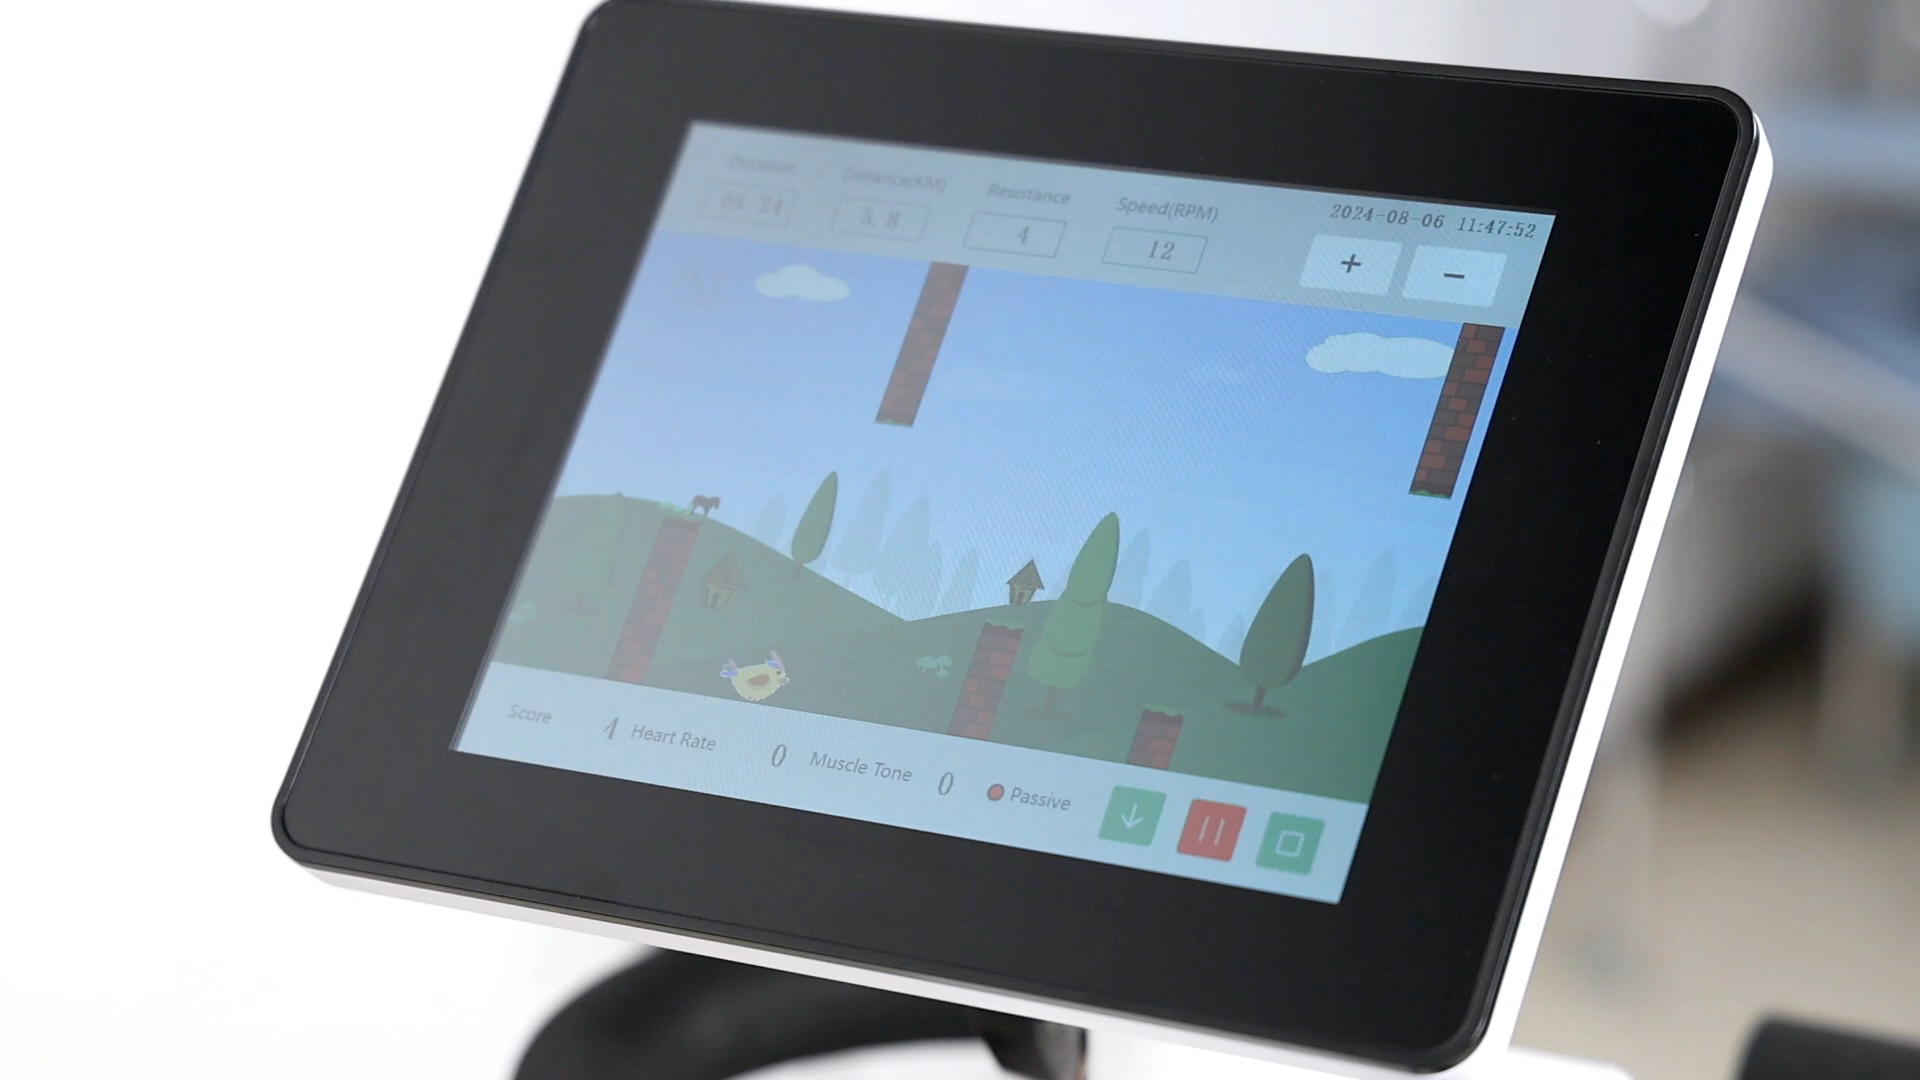 Duration Distance(KM) Resistance Speed(RPM) 2024-08-06 11:47:52
05 24 5.8 4 12 + −
Score 4 Heart Rate 0 Muscle Tone 0 Passive